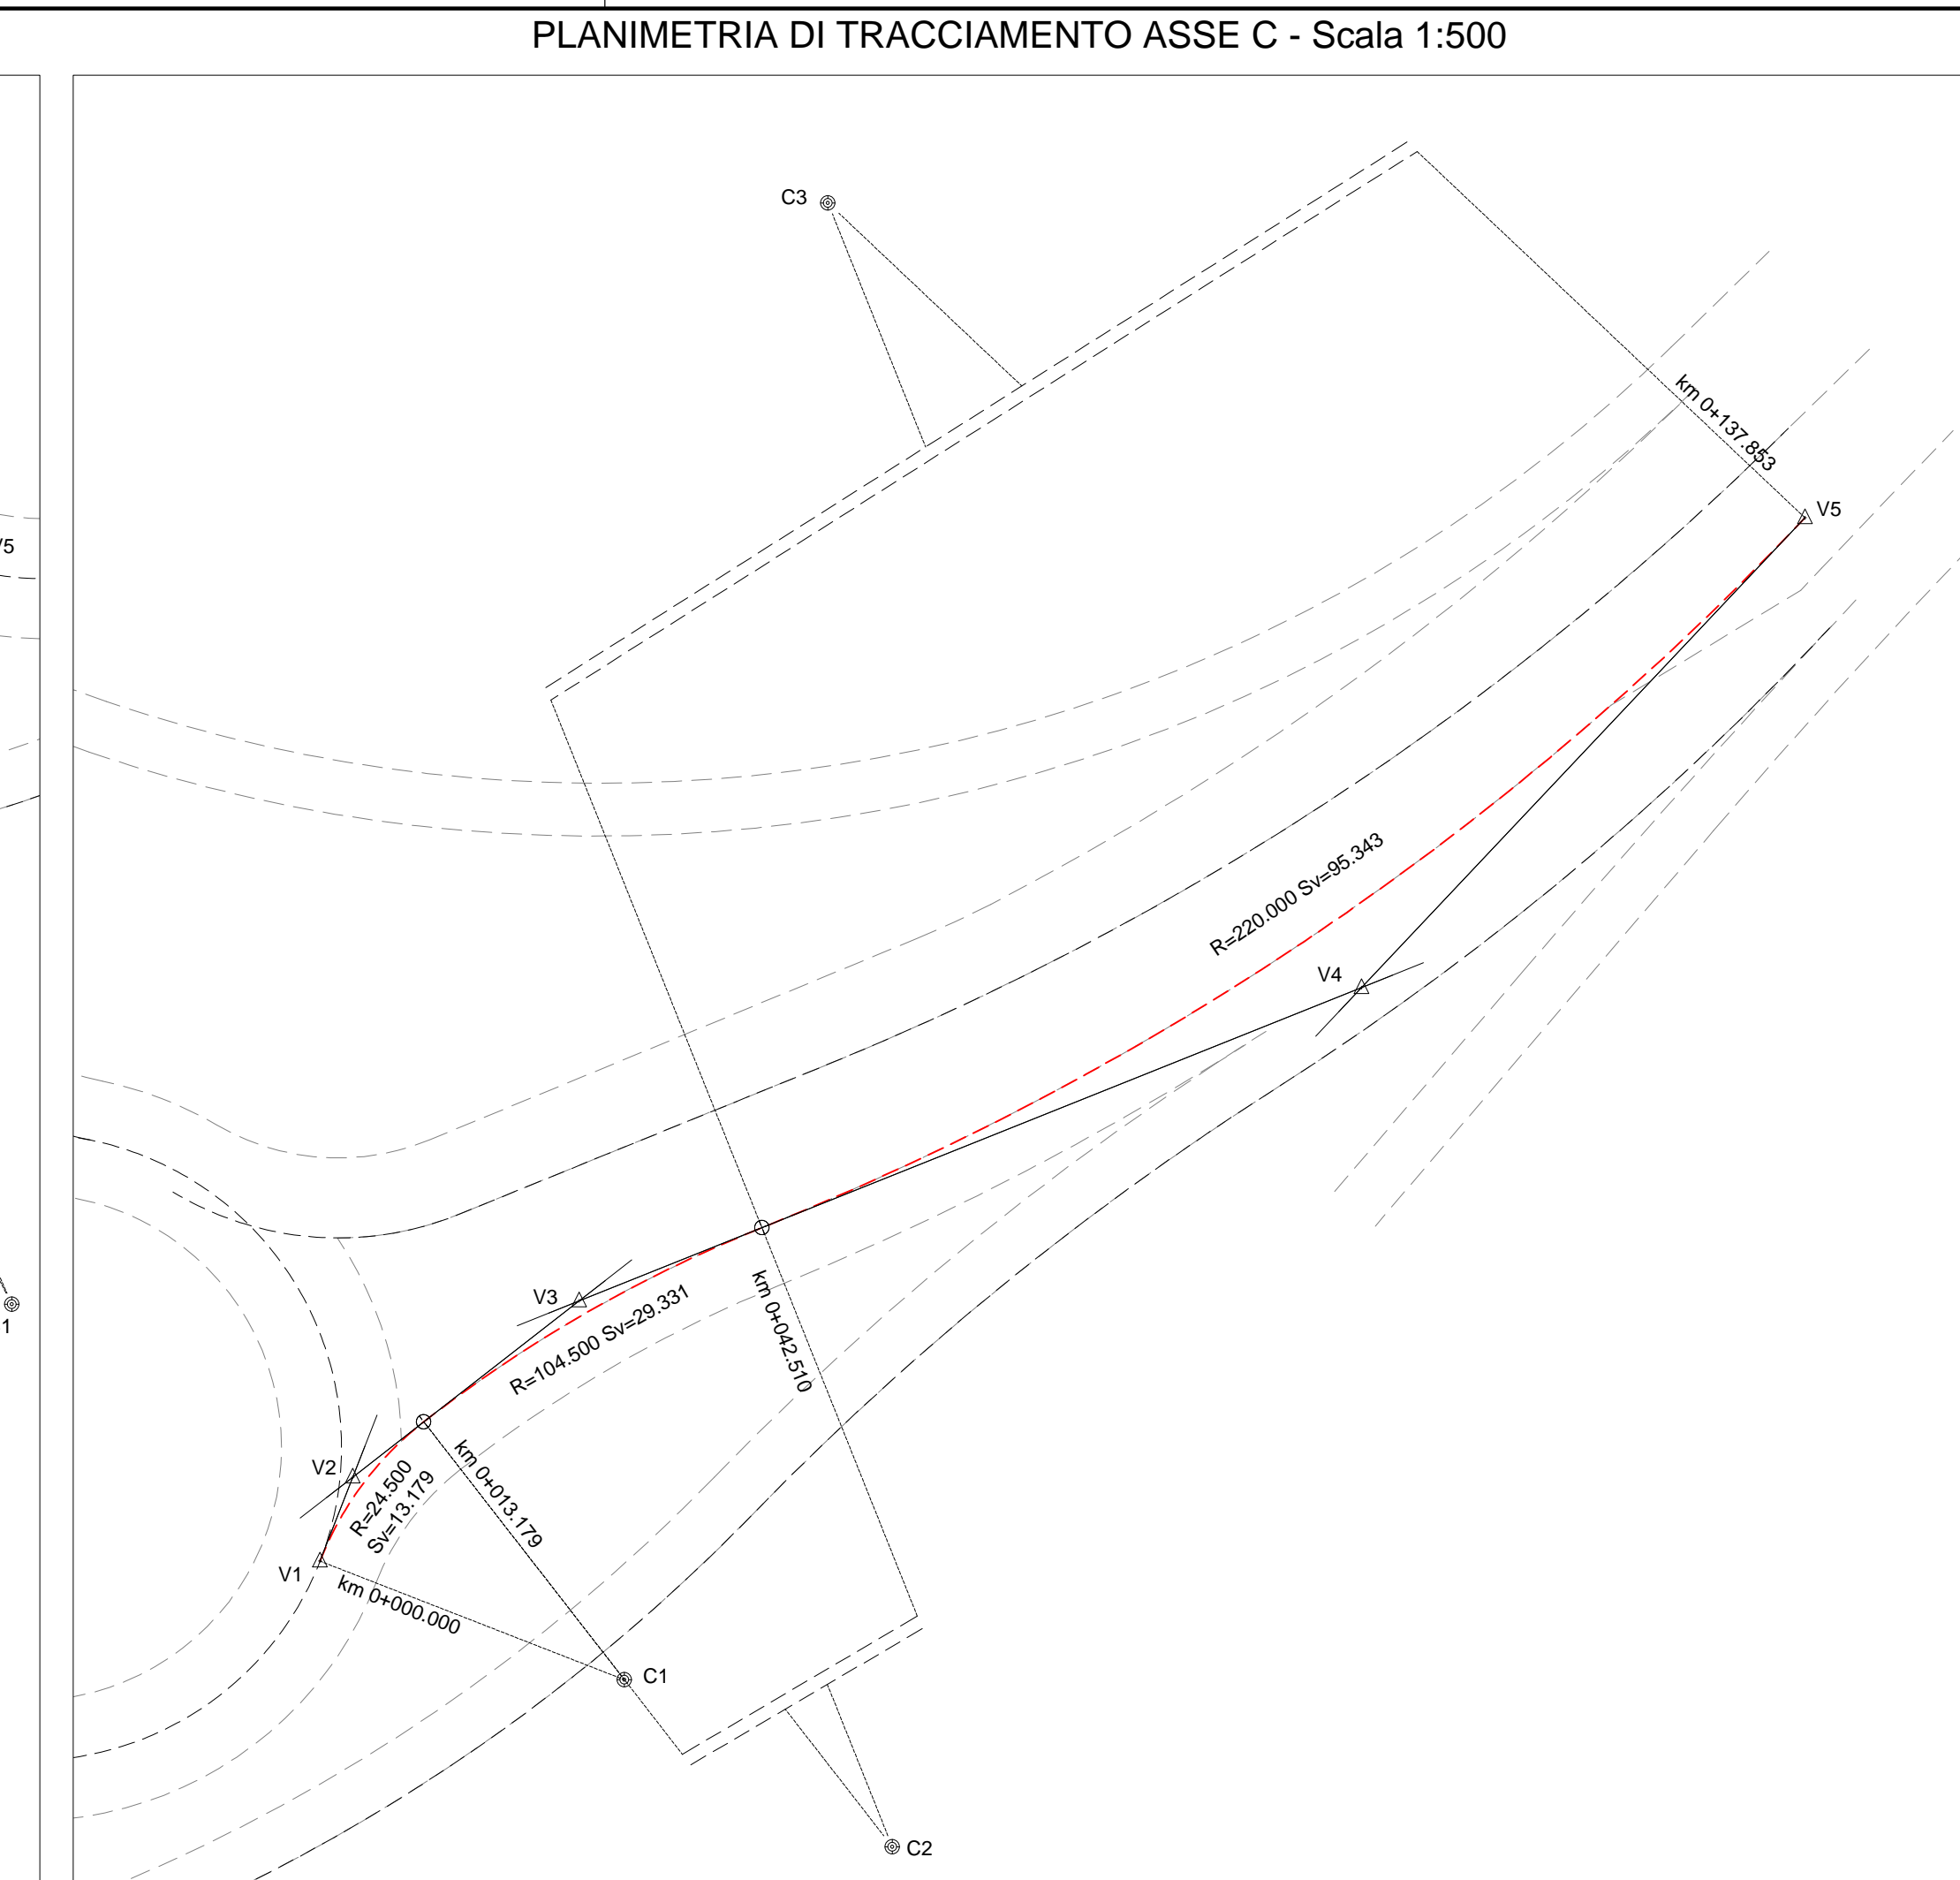 PLANIMETRIA DI TRACCIAMENTO ASSE C - Scala 1:500
C3
km 0+137.853
V5
R=220.000 Sv=95.343
V4
V3
R=104.500 Sv=29.331
km 0+042.510
V2
R=24.500
Sv=13.179
km 0+013.179
V1
km 0+000.000
C1
C2
1